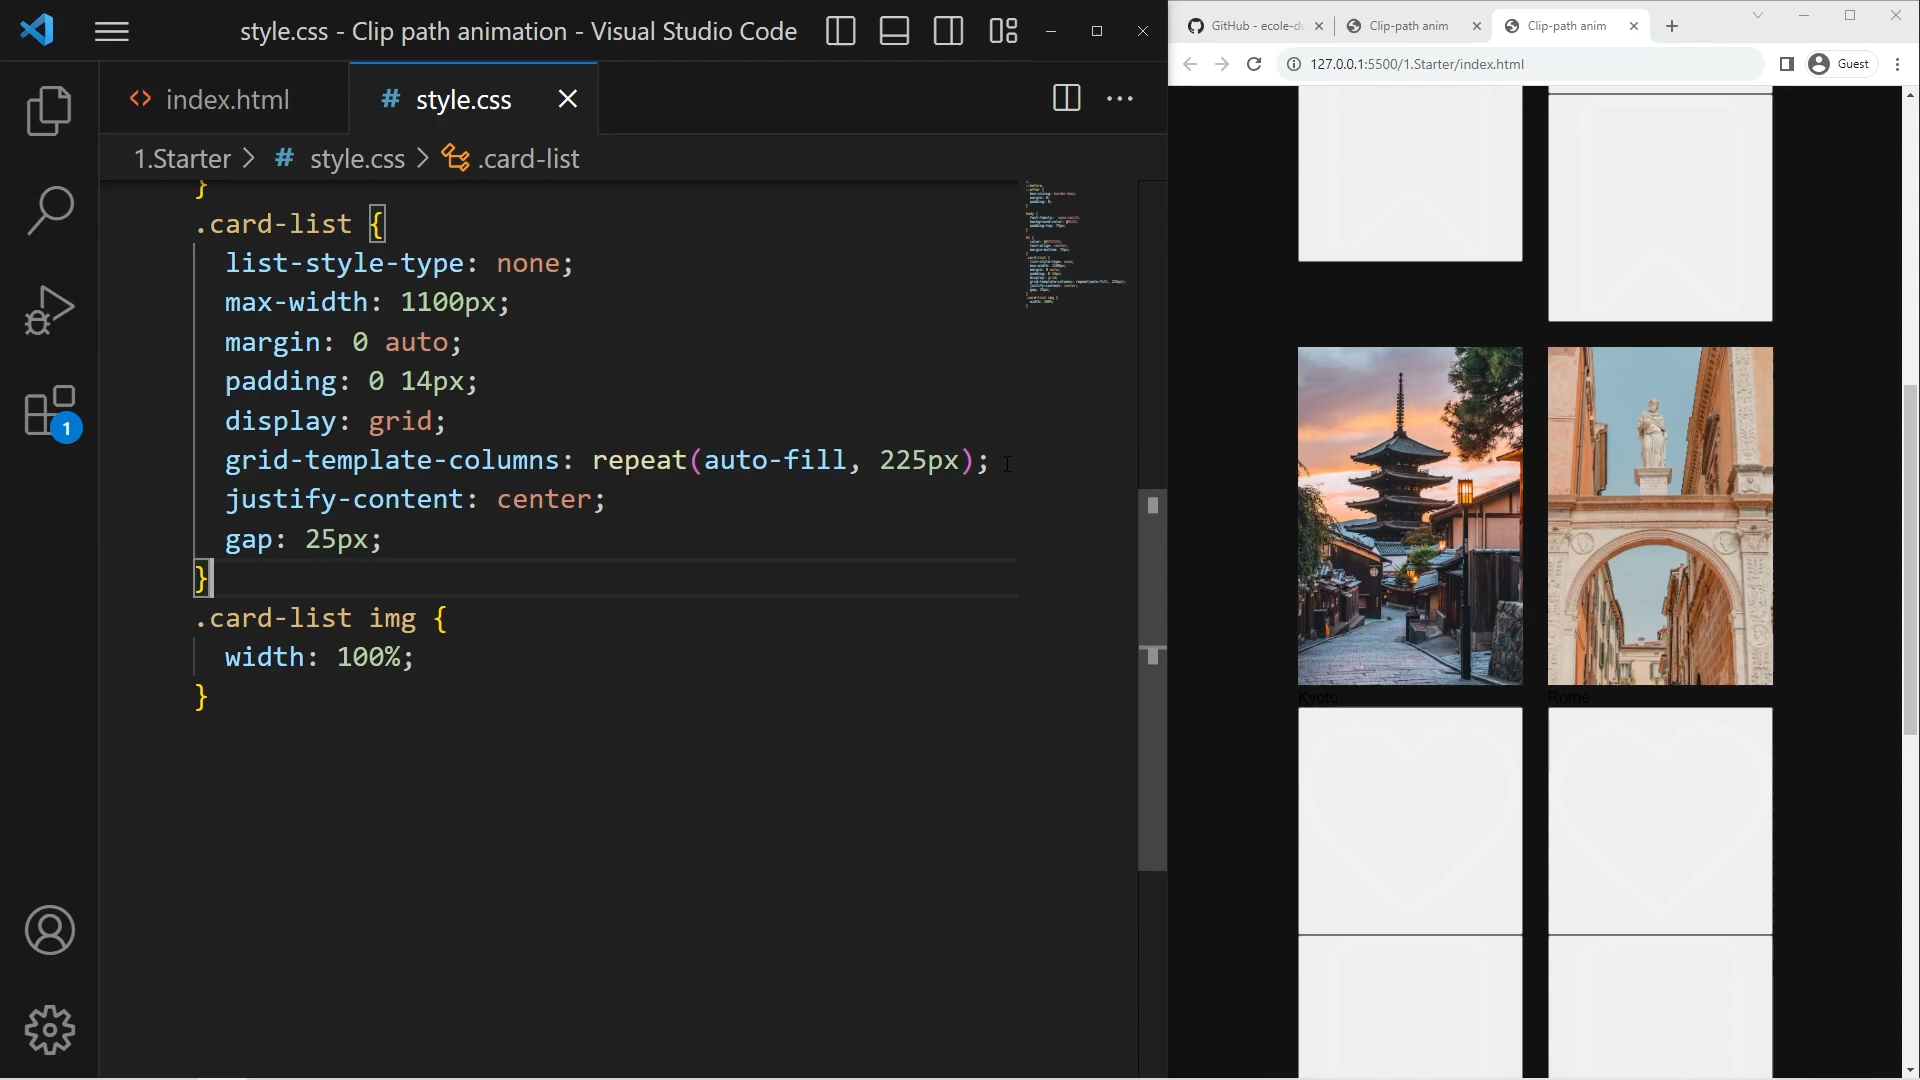 style.css - Clip path animation - Visual Studio Code
index.html
# style.css
1.Starter > # style.css > .card-list
}
.card-list {
list-style-type: none;
max-width: 1100px;
margin: 0 auto;
padding: 0 14px;
display: grid;
grid-template-columns: repeat(auto-fill, 225px);
justify-content: center;
gap: 25px;
}
.card-list img {
width: 100%;
}
1
GitHub - ecole-du
Clip-path anim
Clip-path anim
127.0.0.1:5500/1.Starter/index.html
Guest
Kyoto
Rome